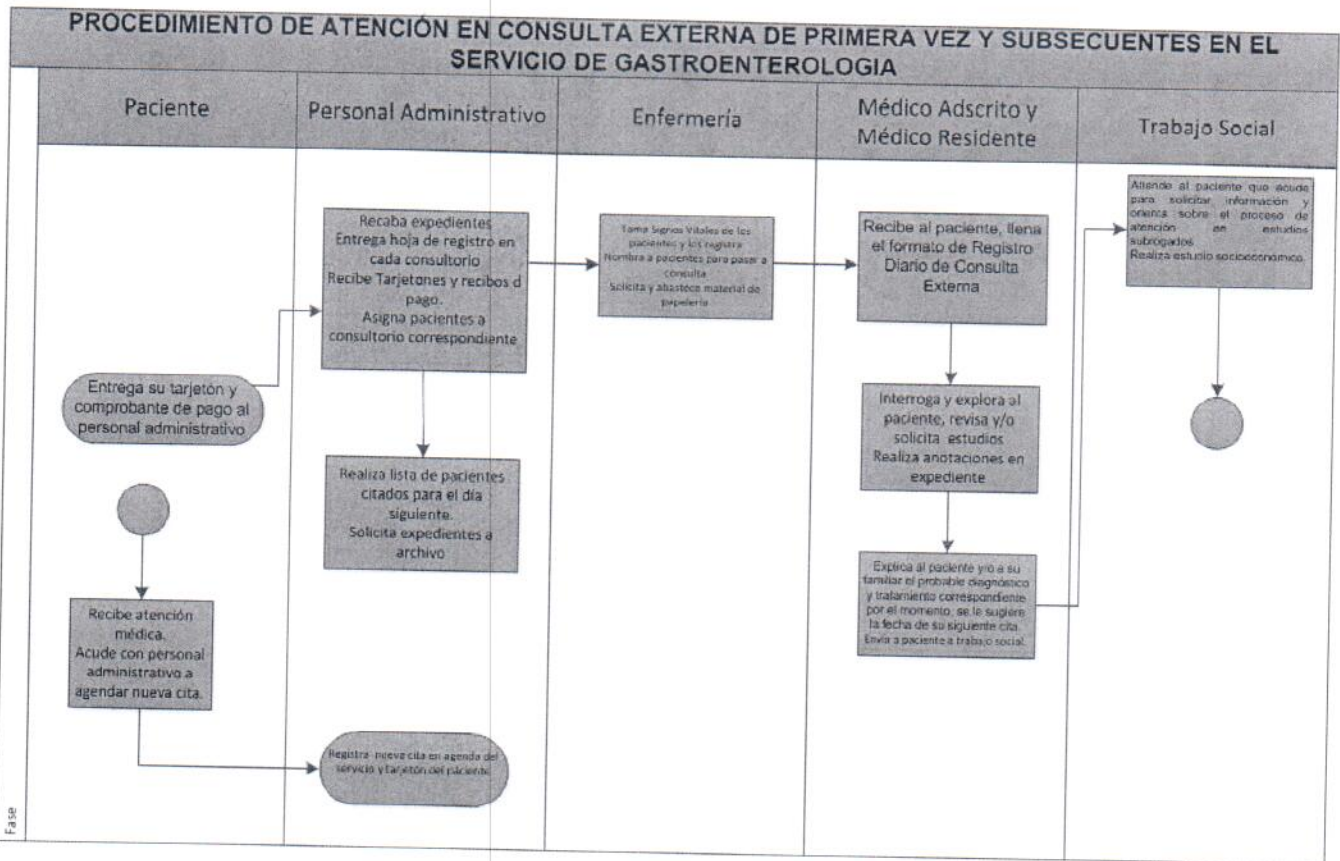 PROCEDIMIENTO DE ATENCIÓN EN CONSULTA EXTERNA DE PRIMERA VEZ Y SUBSECUENTES EN EL
SERVICIO DE GASTROENTEROLOGIA
Paciente
Personal Administrativo
Enfermería
Médico Adscrito y
Médico Residente
Trabajo Social
Entrega su tarjetón y
comprobante de pago al
personal administrativo
Recibe atención
médica.
Acude con personal
administrativo a
agendar nueva cita.
Recaba expedientes
Entrega hoja de registro en
cada consultorio
Recibe Tarjetones y recibos d
pago.
Asigna pacientes a
consultorio correspondiente
Realiza lista de pacientes
citados para el día
siguiente.
Solicita expedientes a
archivo
Registra nueva cita en agenda del
servicio y tarjetón del paciente
Toma Signos Vitales de los
pacientes y los registra
Nombra a pacientes para pasar a
consulta
Solicita y abastece material de
papelería
Recibe al paciente, llena
el formato de Registro
Diario de Consulta
Externa
Interroga y explora al
paciente, revisa y/o
solicita estudios
Realiza anotaciones en
expediente
Explica al paciente y/o a su
familiar el probable diagnóstico
y tratamiento correspondiente
por el momento, se le sugiere
la fecha de su siguiente cita.
Envía a paciente a trabajo social.
Atiende al paciente que acude
para solicitar información y
orienta sobre el proceso de
atención en estudios
subrogados
Realiza estudio socioeconómico.
Fase